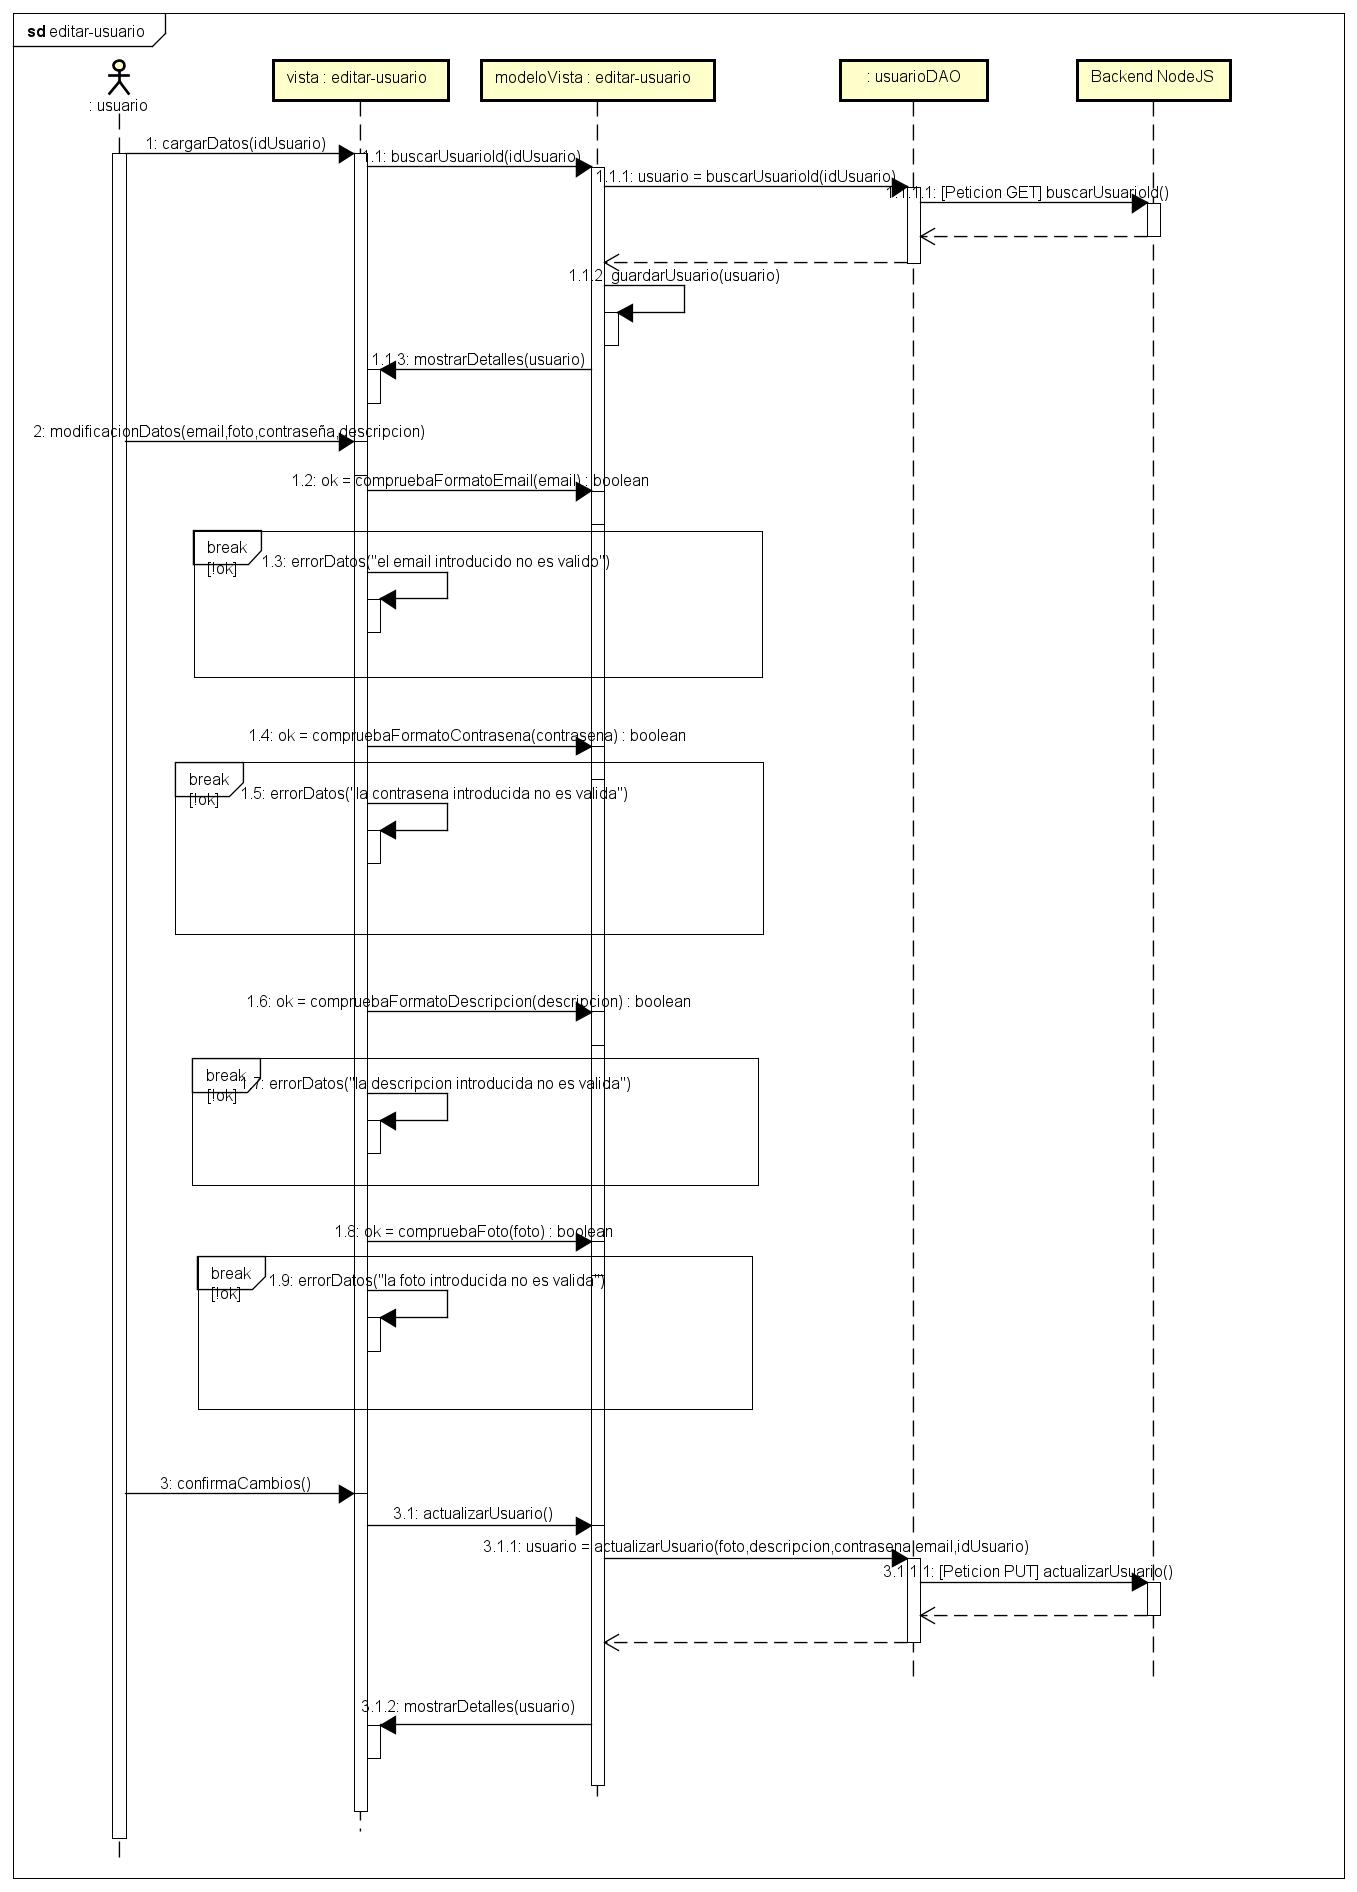 sd editar-usuario
: usuario
vista : editar-usuario
modeloVista : editar-usuario
: usuarioDAO
Backend NodeJS
1: cargarDatos(idUsuario)
1.1: buscarUsuarioId(idUsuario)
1.1.1: usuario = buscarUsuarioId(idUsuario)
1.1.1.1: [Peticion GET] buscarUsuarioId()
1.1.2: guardarUsuario(usuario)
1.1.3: mostrarDetalles(usuario)
2: modificacionDatos(email,foto,contraseña,descripcion)
1.2: ok = compruebaFormatoEmail(email) : boolean
break
[!ok]
1.3: errorDatos("el email introducido no es valido")
1.4: ok = compruebaFormatoContrasena(contrasena) : boolean
break
[!ok]
1.5: errorDatos("la contrasena introducida no es valida")
1.6: ok = compruebaFormatoDescripcion(descripcion) : boolean
break
[!ok]
1.7: errorDatos("la descripcion introducida no es valida")
1.8: ok = compruebaFoto(foto) : boolean
break
[!ok]
1.9: errorDatos("la foto introducida no es valida")
3: confirmaCambios()
3.1: actualizarUsuario()
3.1.1: usuario = actualizarUsuario(foto,descripcion,contrasena,email,idUsuario)
3.1.1.1: [Peticion PUT] actualizarUsuario()
3.1.2: mostrarDetalles(usuario)